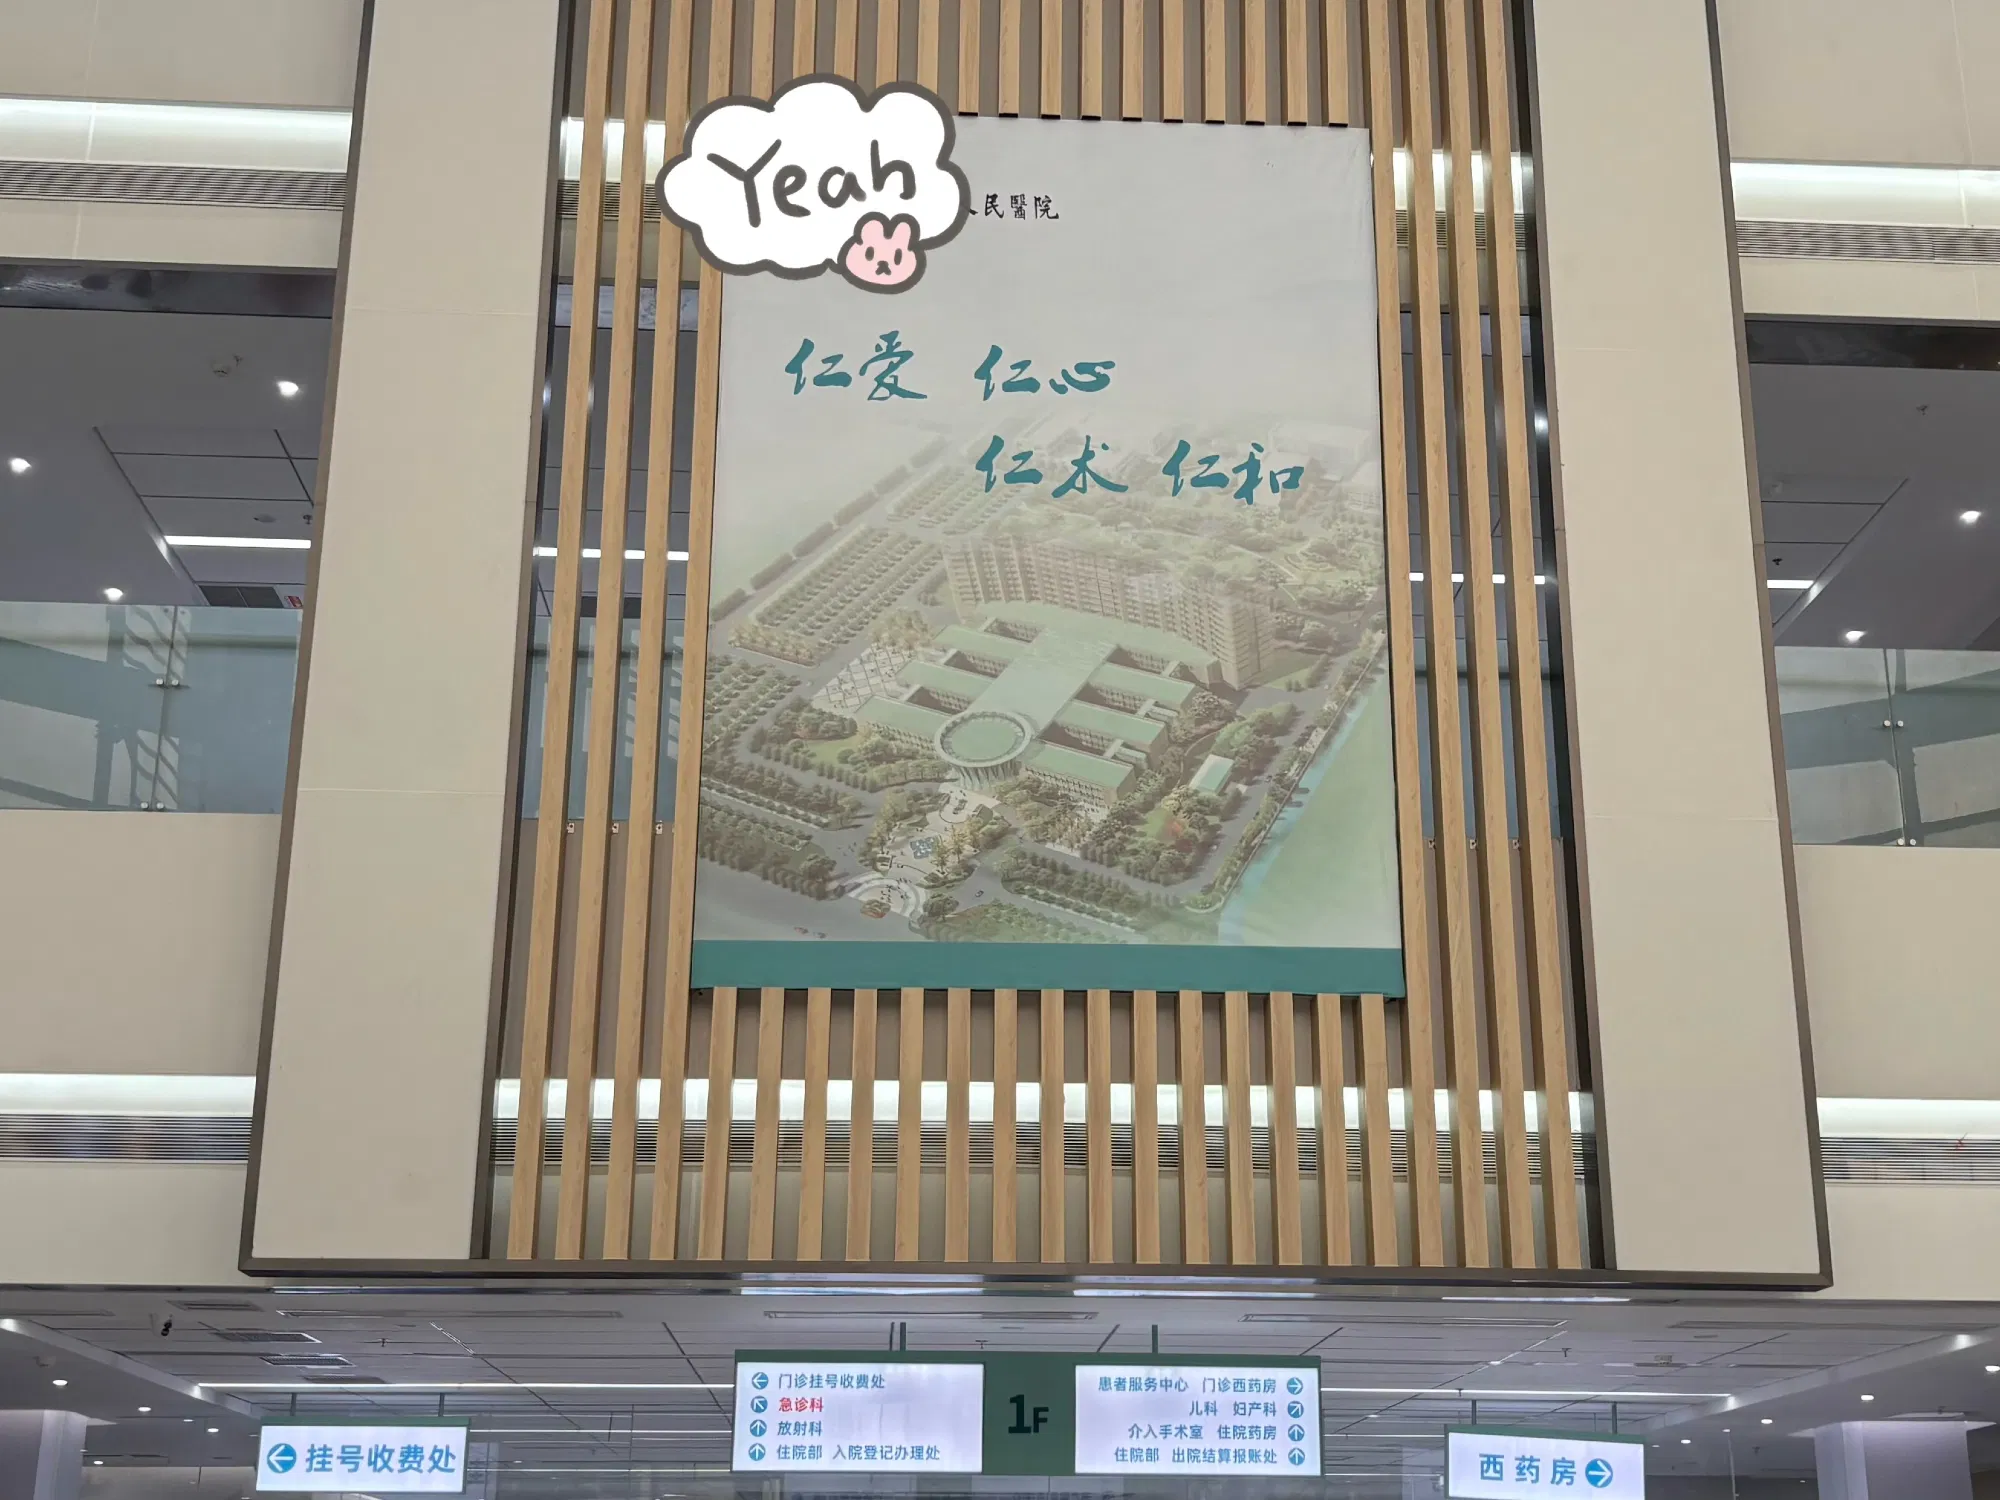 Yeah
人民醫院
仁爱 仁心
仁术 仁和
门诊挂号收费处
急诊科
放射科
住院部 入院登记办理处
1F
患者服务中心 门诊西药房
儿科 妇产科
介入手术室 住院药房
住院部 出院结算报账处
挂号收费处
西药房